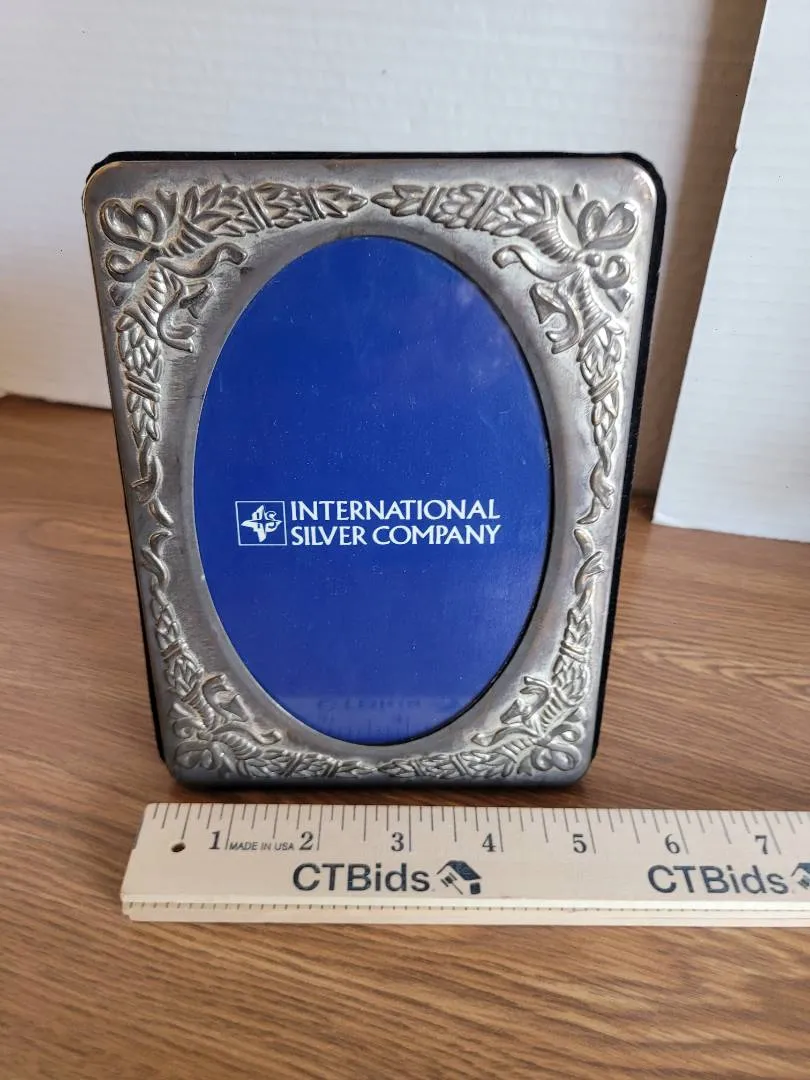 INTERNATIONAL
SILVER COMPANY
1 MADE IN USA 2 3 4 5 6 7
CTBids CTBids